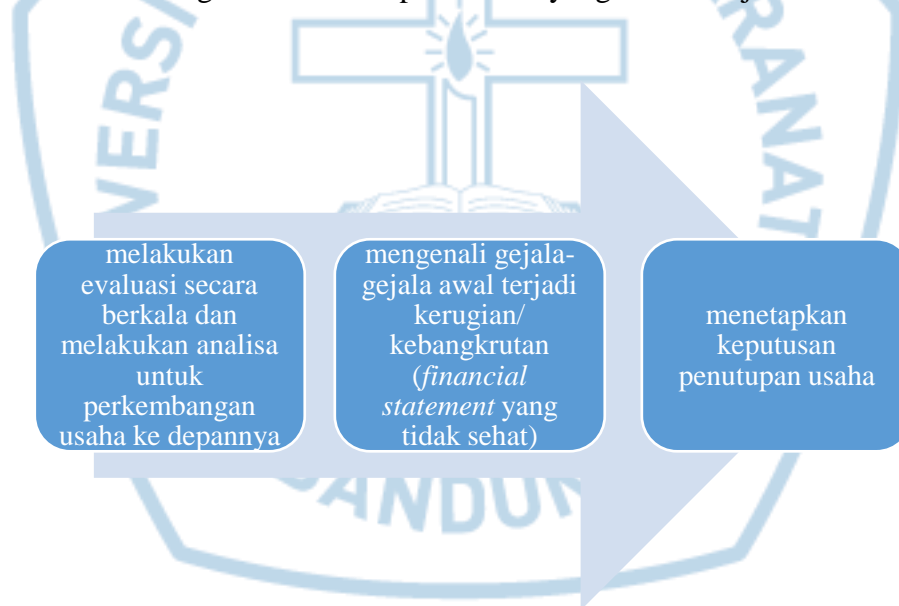 melakukan
evaluasi secara
berkala dan
melakukan analisa
untuk
perkembangan
usaha ke depannya
mengenali gejala-
gejala awal terjadi
kerugian/
kebangkrutan
(financial
statement yang
tidak sehat)
menetapkan
keputusan
penutupan usaha